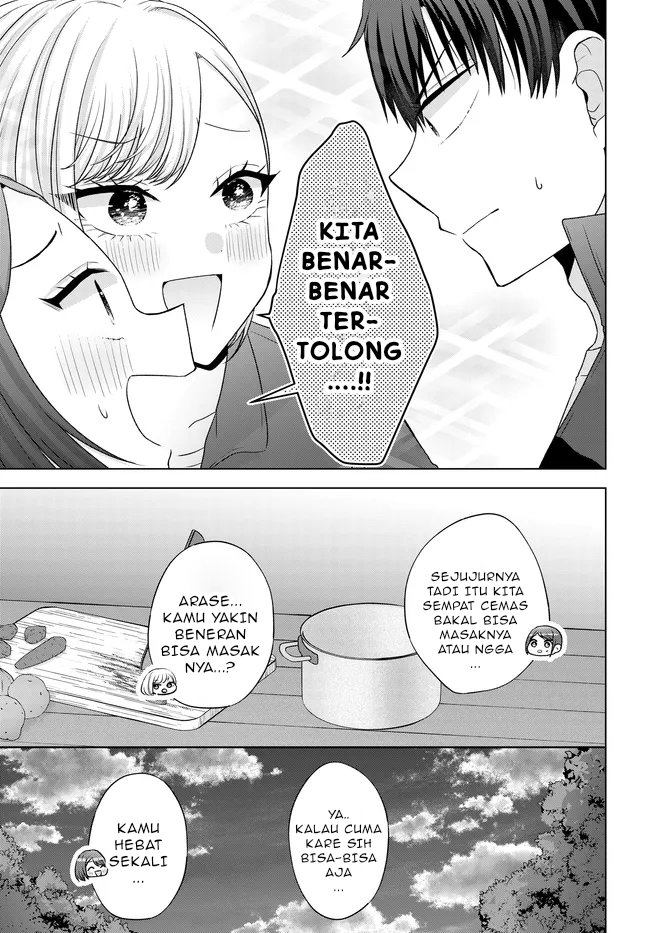 KITA
BENAR-
BENAR
TER-
TOLONG
....!!
SEJUJURNYA
TADI ITU KITA
SEMPAT CEMAS
BAKAL BISA
MASAKNYA
ATAU NGGA
...
ARASE...
KAMU YAKIN
BENERAN
BISA MASAK
NYA...?
YA..
KALAU CUMA
KARE SIH
BISA-BISA
AJA
...
KAMU
HEBAT
SEKALI
...